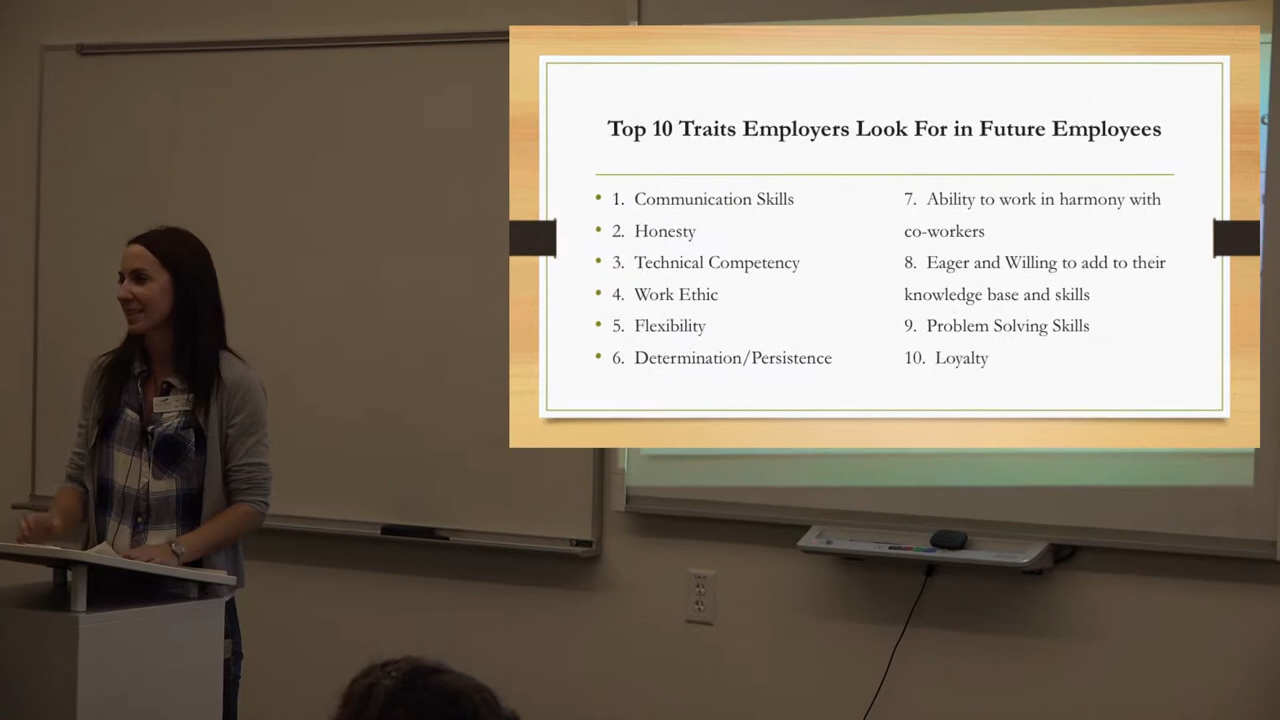 Top 10 Traits Employers Look For in Future Employees
• 1. Communication Skills
• 2. Honesty
• 3. Technical Competency
• 4. Work Ethic
• 5. Flexibility
• 6. Determination/Persistence
7. Ability to work in harmony with
co-workers
8. Eager and Willing to add to their
knowledge base and skills
9. Problem Solving Skills
10. Loyalty